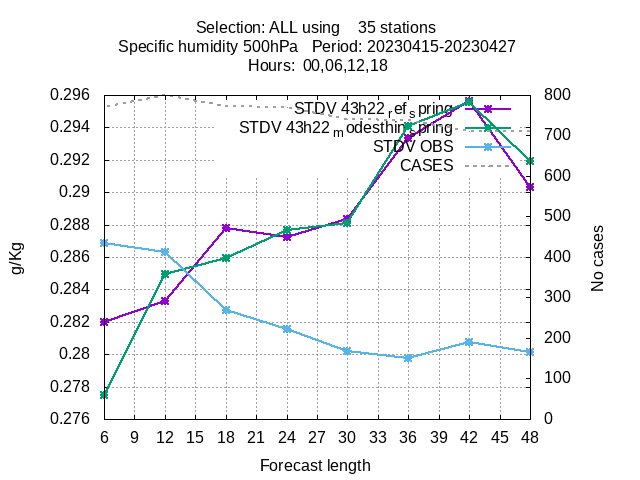 Selection: ALL using 35 stations
Specific humidity 500hPa Period: 20230415-20230427
Hours: 00,06,12,18
0.296
0.294
0.292
0.29
0.288
0.286
0.284
0.282
0.28
0.278
0.276
g/Kg
STDV 43h22_ref_spring
STDV 43h22_modesthin_spring
STDV OBS
CASES
800
700
600
500
400
300
200
100
0
No cases
6 9 12 15 18 21 24 27 30 33 36 39 42 45 48
Forecast length